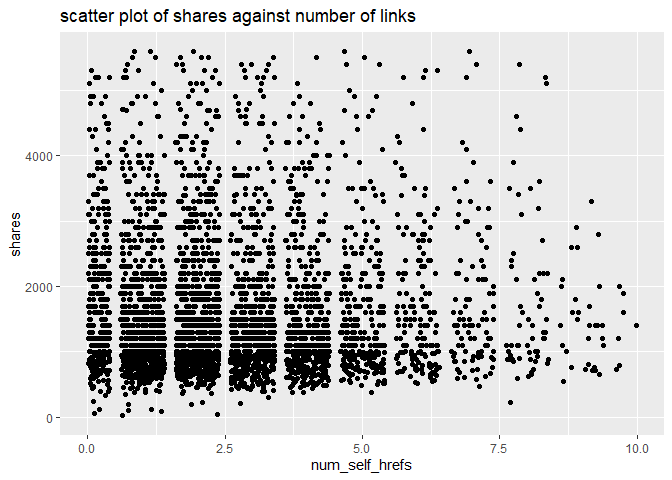 scatter plot of shares against number of links
shares
4000
2000
0
0.0 2.5 5.0 7.5 10.0
num_self_hrefs